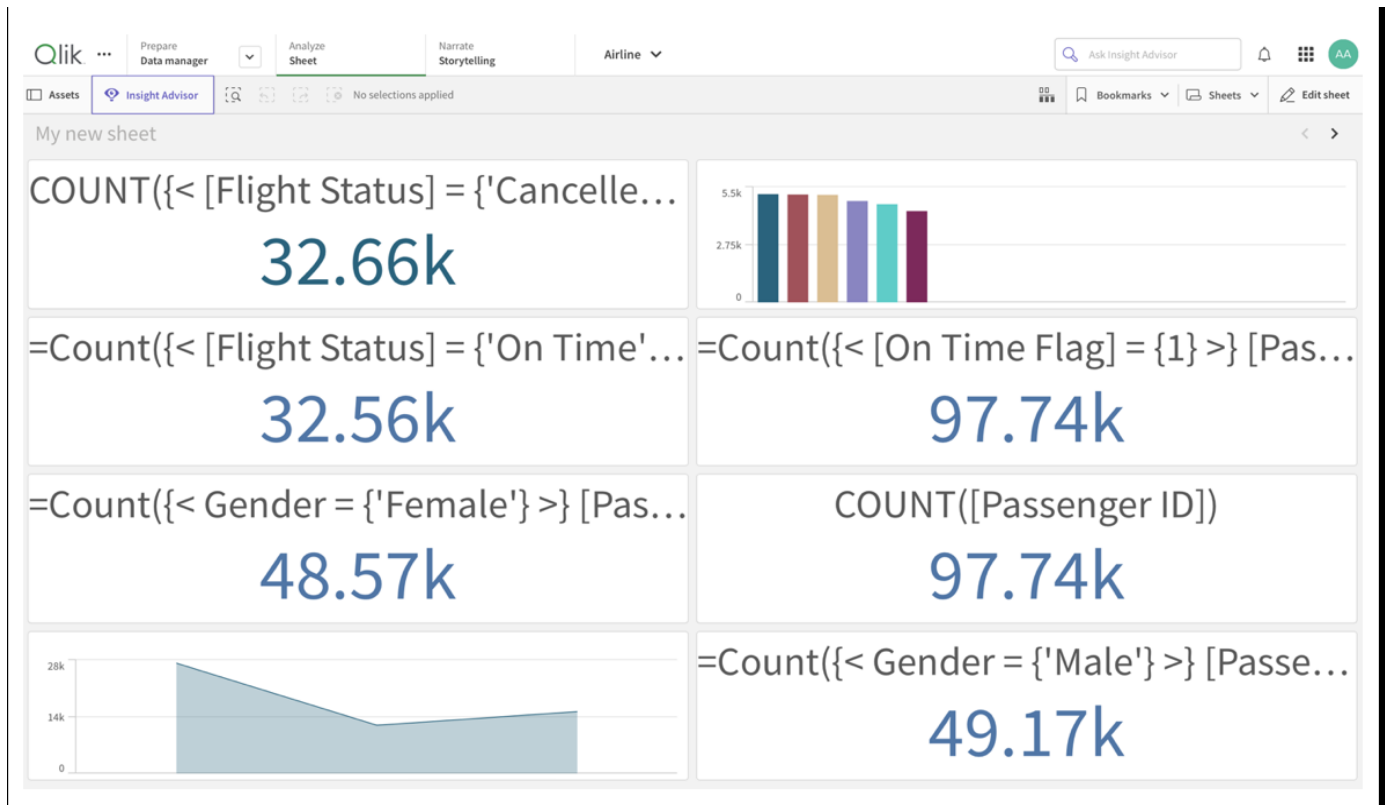 Qlik
Prepare
Data manager
Analyze
Sheet
Narrate
Storytelling
Airline
Ask Insight Advisor
AA
Assets
Insight Advisor
No selections applied
Bookmarks
Sheets
Edit sheet
My new sheet
COUNT({< [Flight Status] = {'Cancelle...
32.66k
5.5k
2.75k
0
=Count({< [Flight Status] = {'On Time'...
32.56k
=Count({< [On Time Flag] = {1} >} [Pas...
97.74k
=Count({< Gender = {'Female'} >} [Pas...
48.57k
COUNT([Passenger ID])
97.74k
28k
14k
0
=Count({< Gender = {'Male'} >} [Passe...
49.17k